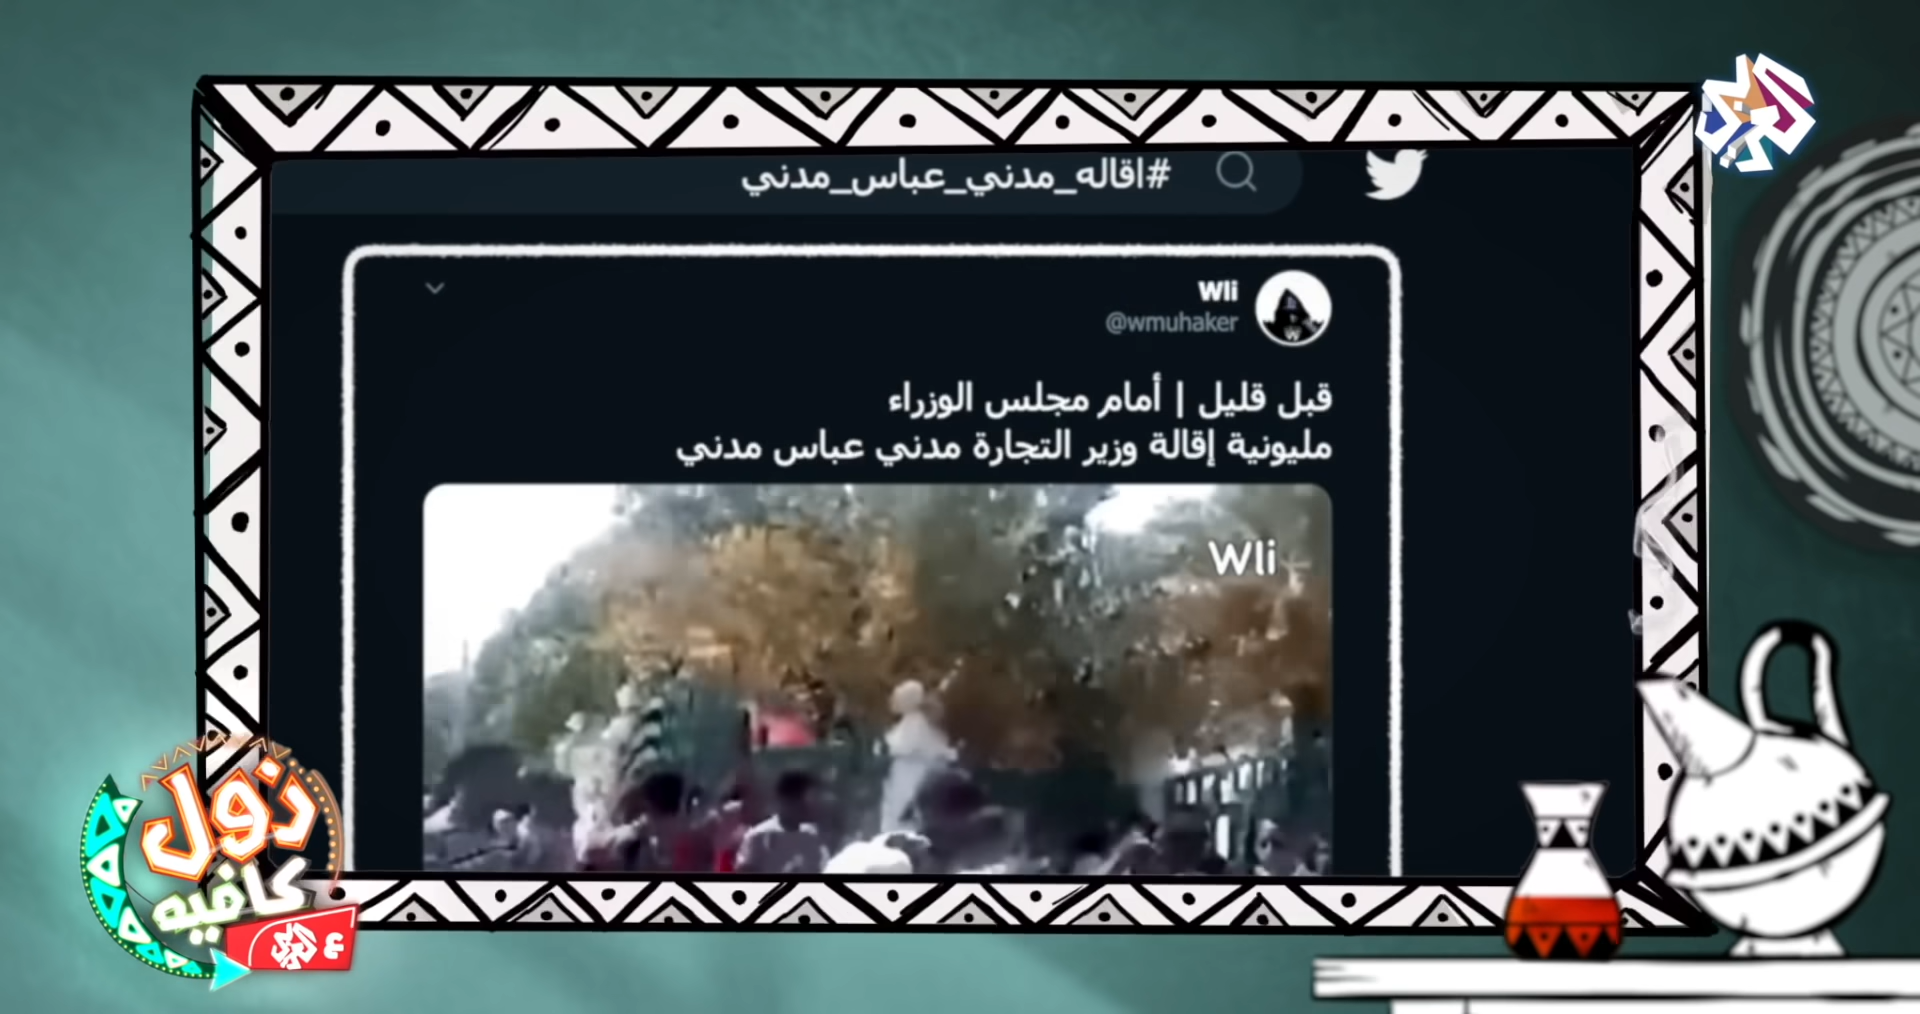 #اقاله_مدني_عباس_مدني
Wli
@wmuhaker
قبل قليل | أمام مجلس الوزراء
مليونية إقالة وزير التجارة مدني عباس مدني
Wli
زول
كافيه